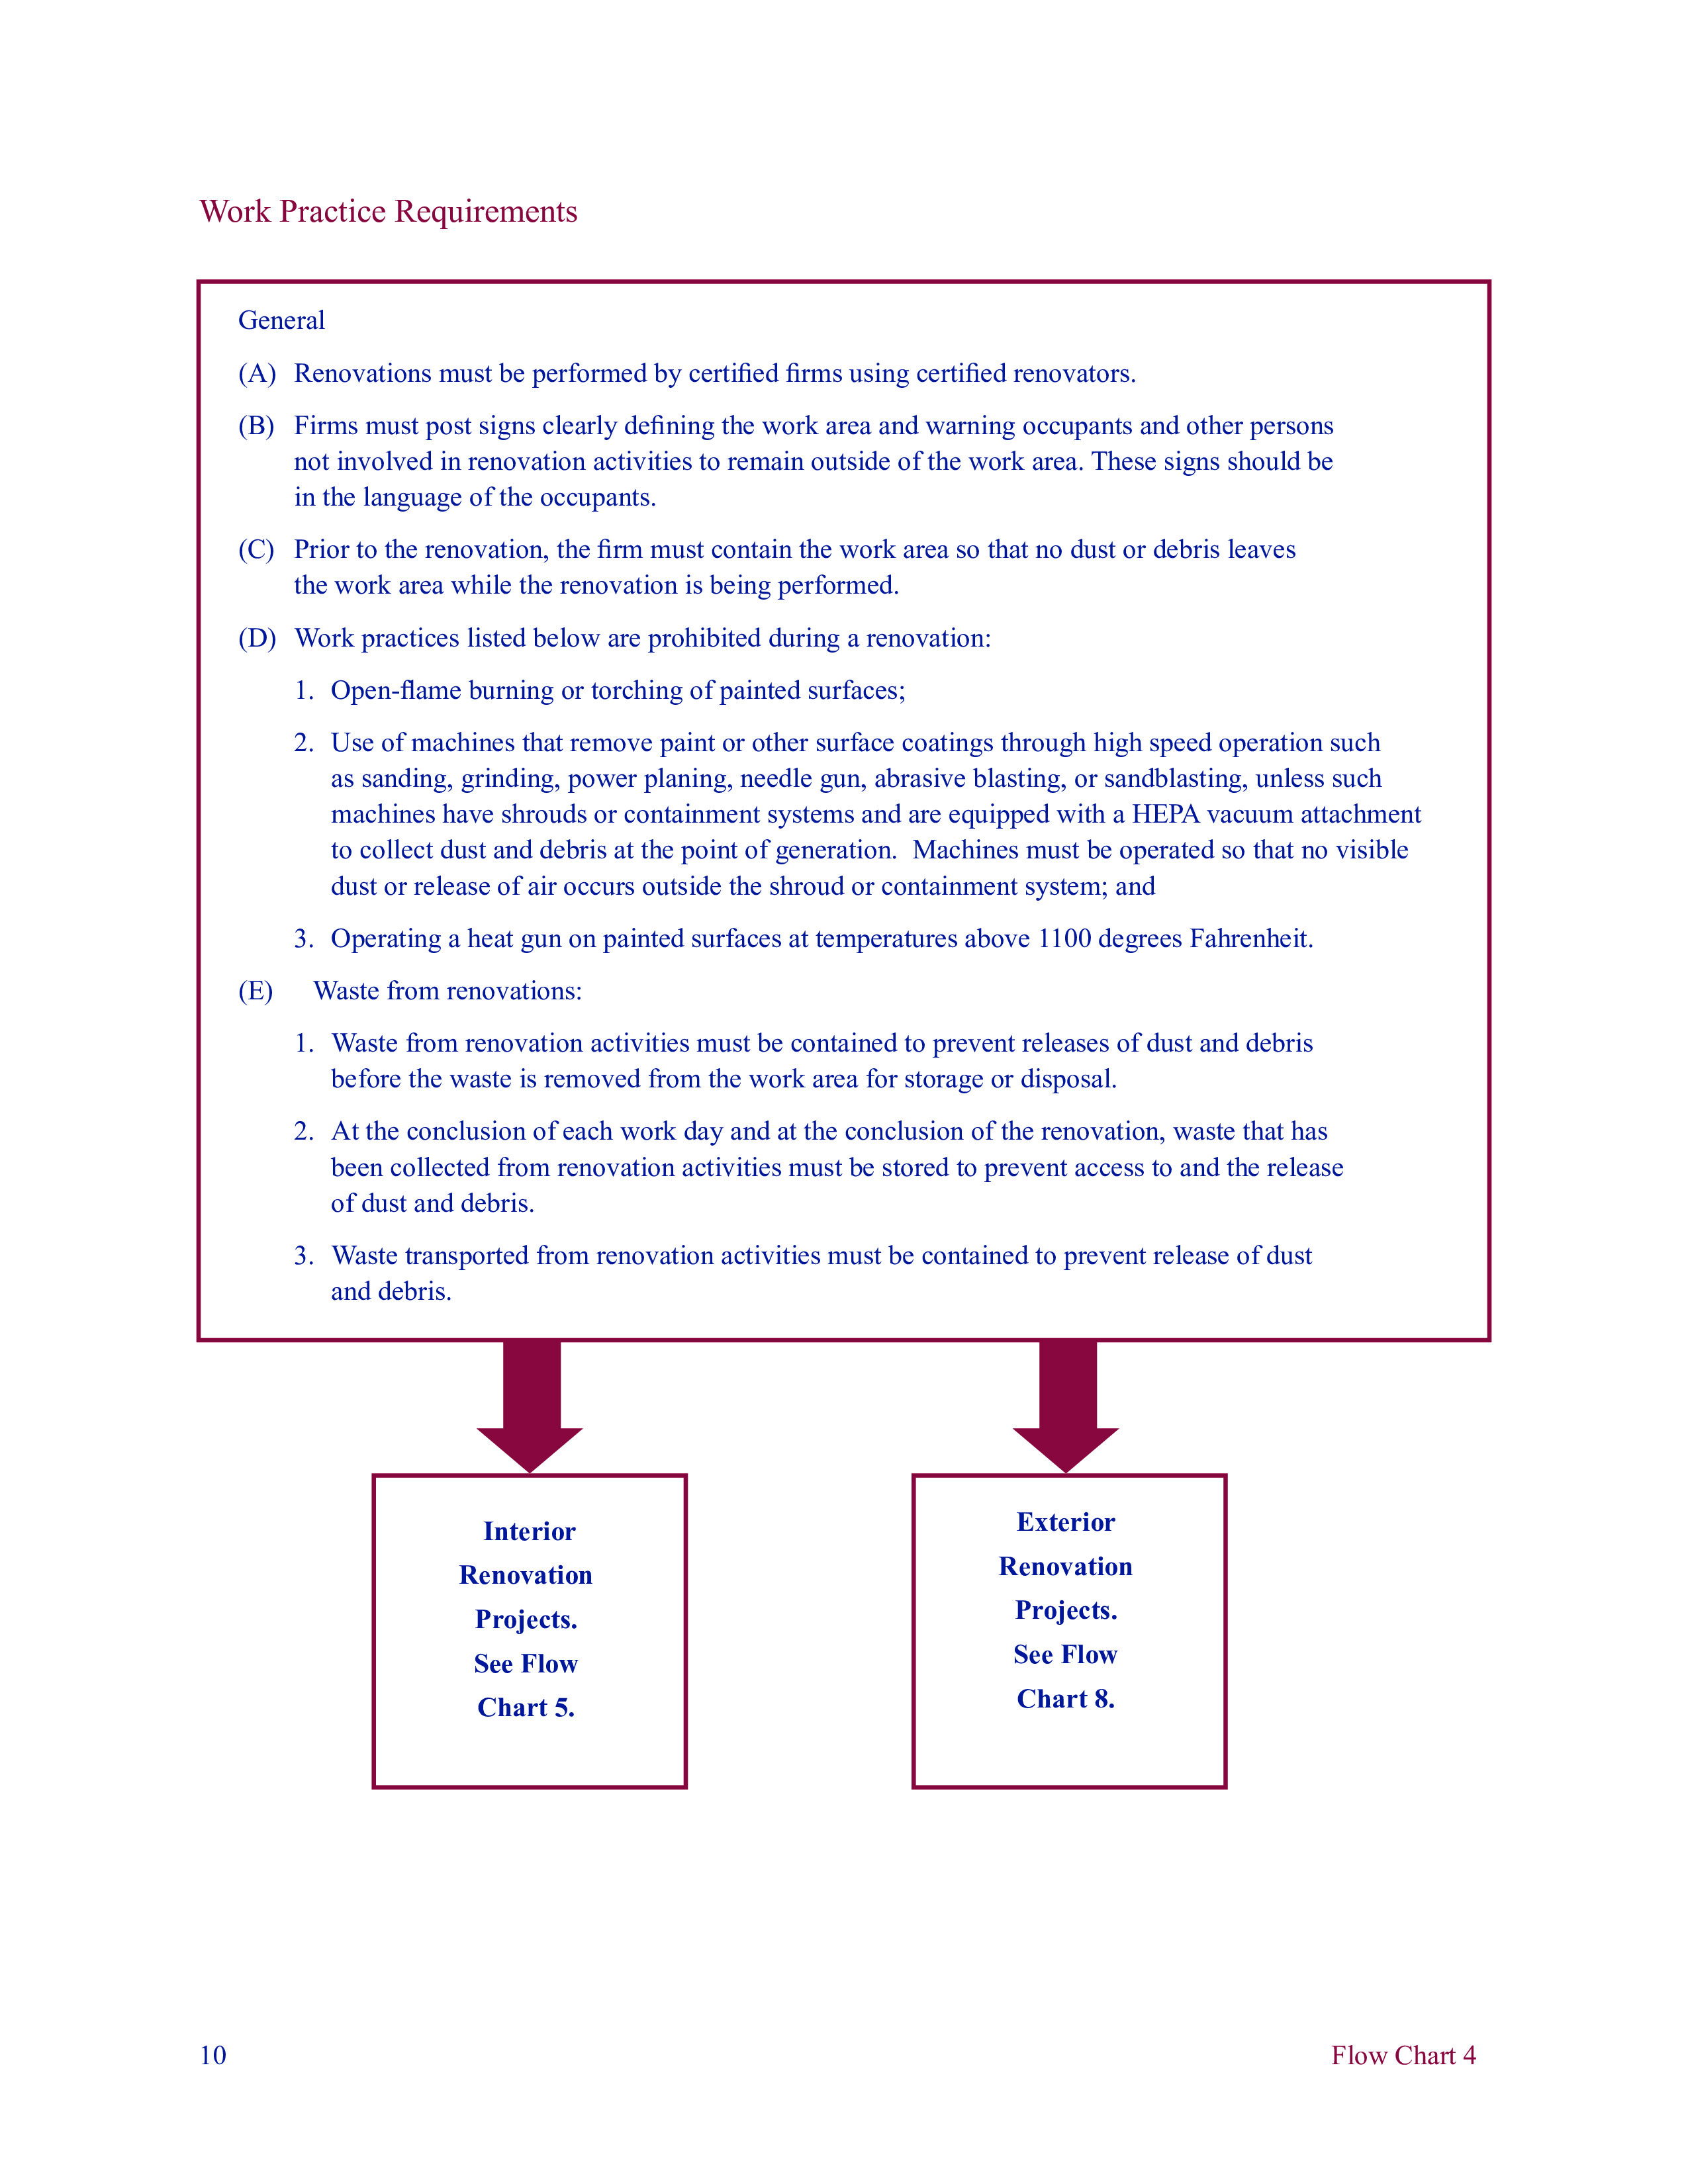 Work Practice Requirements
General
(A) Renovations must be performed by certified firms using certified renovators.
(B) Firms must post signs clearly defining the work area and warning occupants and other persons
not involved in renovation activities to remain outside of the work area. These signs should be
in the language of the occupants.
(C) Prior to the renovation, the firm must contain the work area so that no dust or debris leaves
the work area while the renovation is being performed.
(D) Work practices listed below are prohibited during a renovation:
1. Open-flame burning or torching of painted surfaces;
2. Use of machines that remove paint or other surface coatings through high speed operation such
as sanding, grinding, power planing, needle gun, abrasive blasting, or sandblasting, unless such
machines have shrouds or containment systems and are equipped with a HEPA vacuum attachment
to collect dust and debris at the point of generation.  Machines must be operated so that no visible
dust or release of air occurs outside the shroud or containment system; and
3. Operating a heat gun on painted surfaces at temperatures above 1100 degrees Fahrenheit.
(E) Waste from renovations:
1. Waste from renovation activities must be contained to prevent releases of dust and debris
before the waste is removed from the work area for storage or disposal.
2. At the conclusion of each work day and at the conclusion of the renovation, waste that has
been collected from renovation activities must be stored to prevent access to and the release
of dust and debris.
3. Waste transported from renovation activities must be contained to prevent release of dust
and debris.
Interior
Renovation
Projects.
See Flow
Chart 5.
Exterior
Renovation
Projects.
See Flow
Chart 8.
10
Flow Chart 4